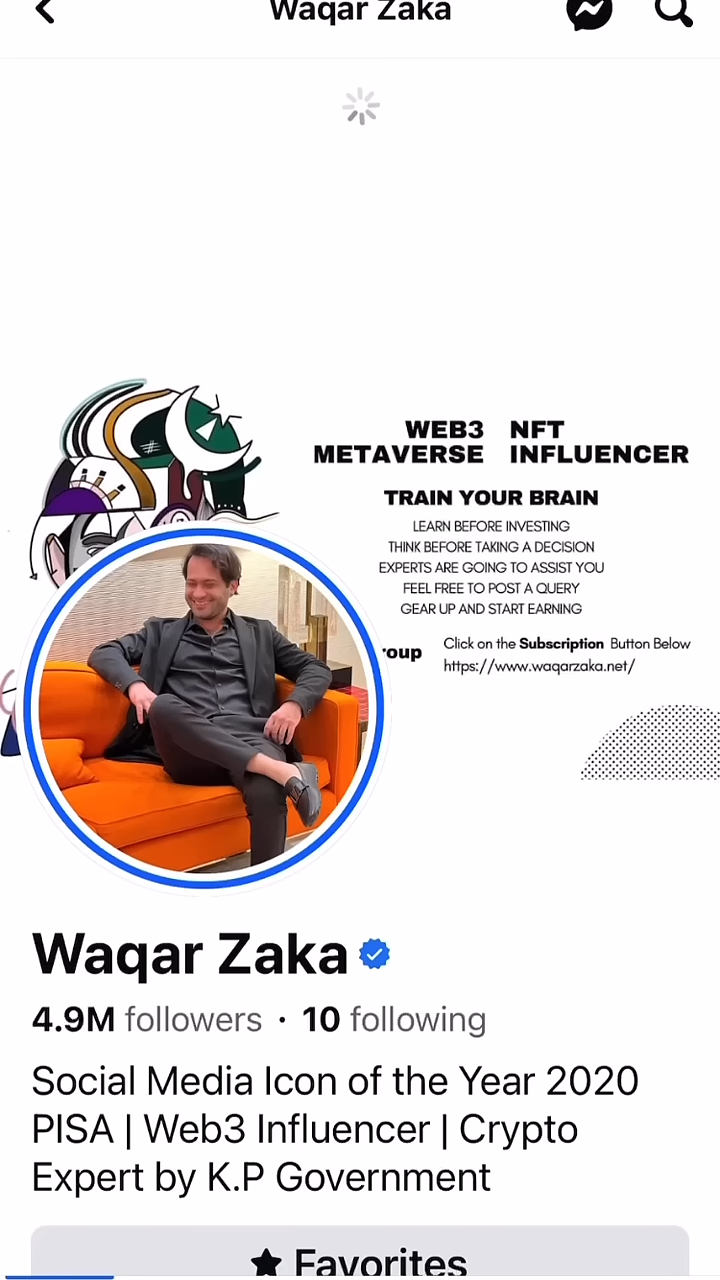 Waqar Zaka
WEB3 NFT
METAVERSE INFLUENCER
TRAIN YOUR BRAIN
LEARN BEFORE INVESTING
THINK BEFORE TAKING A DECISION
EXPERTS ARE GOING TO ASSIST YOU
FEEL FREE TO POST A QUERY
GEAR UP AND START EARNING
roup
Click on the Subscription Button Below
https://www.waqarzaka.net/
Waqar Zaka
4.9M followers · 10 following
Social Media Icon of the Year 2020
PISA | Web3 Influencer | Crypto
Expert by K.P Government
Favorites